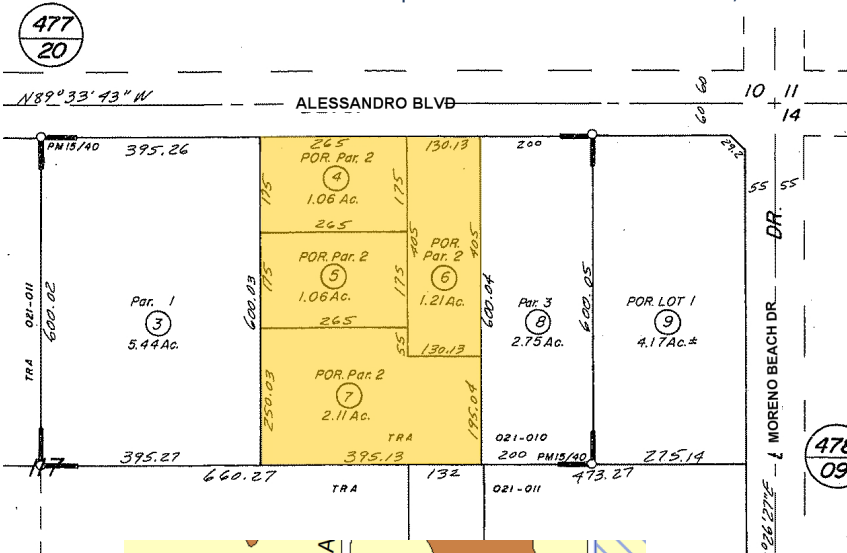 477
20
N89°33'43" W
ALESSANDRO BLVD
60 60
10 11
14
PM 15/40
395.26
265
130.13
200
29.2
POR. Par. 2
4
1.06 Ac.
175
175
55 55
DR.
265
405
405
POR. Par. 2
5
1.06 Ac.
175
175
POR.
Par. 2
6
1.21 Ac.
TRA 021-011
600.02
600.03
600.04
600.05
Par. 1
3
5.44 Ac.
Par. 3
8
2.75 Ac.
POR. LOT 1
9
4.17 Ac.±
265
55
130.13
MORENO BEACH DR
POR. Par. 2
7
2.11 Ac.
250.03
195.04
TRA
021-010
478
09
395.27
395.13
200
PM 15/40
275.14
660.27
132
473.27
TRA
021-011
A